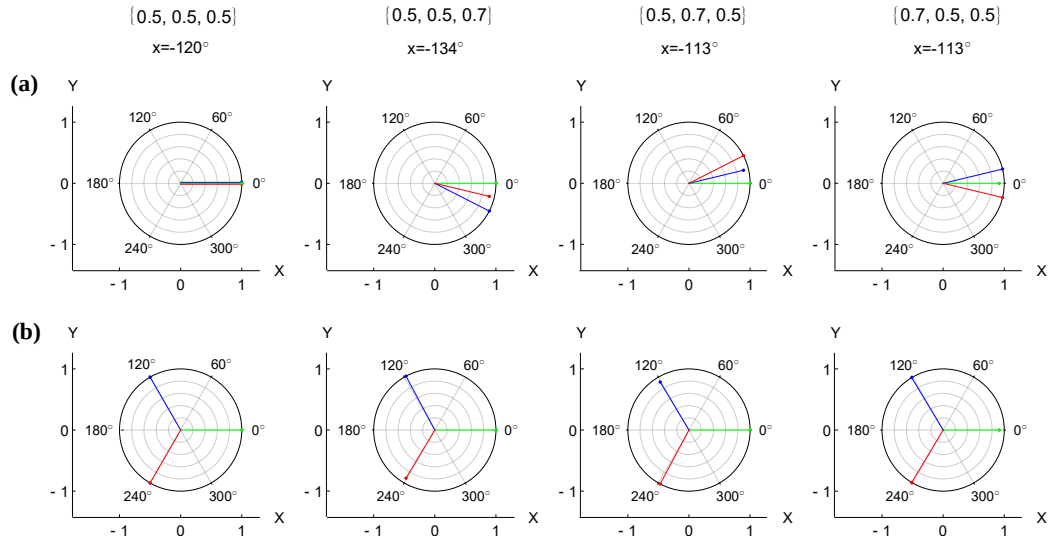 {0.5, 0.5, 0.5} {0.5, 0.5, 0.7} {0.5, 0.7, 0.5} {0.7, 0.5, 0.5}
x=-120° x=-134° x=-113° x=-113°
(a)
Y Y Y Y
1 120° 60° 1 120° 60° 1 120° 60° 1 120° 60°
0 180° 0° 0 180° 0° 0 180° 0° 0 180° 0°
- 1 240° 300° - 1 240° 300° - 1 240° 300° - 1 240° 300°
X X X X
- 1 0 1 - 1 0 1 - 1 0 1 - 1 0 1
(b)
Y Y Y Y
1 120° 60° 1 120° 60° 1 120° 60° 1 120° 60°
0 180° 0° 0 180° 0° 0 180° 0° 0 180° 0°
- 1 240° 300° - 1 240° 300° - 1 240° 300° - 1 240° 300°
X X X X
- 1 0 1 - 1 0 1 - 1 0 1 - 1 0 1